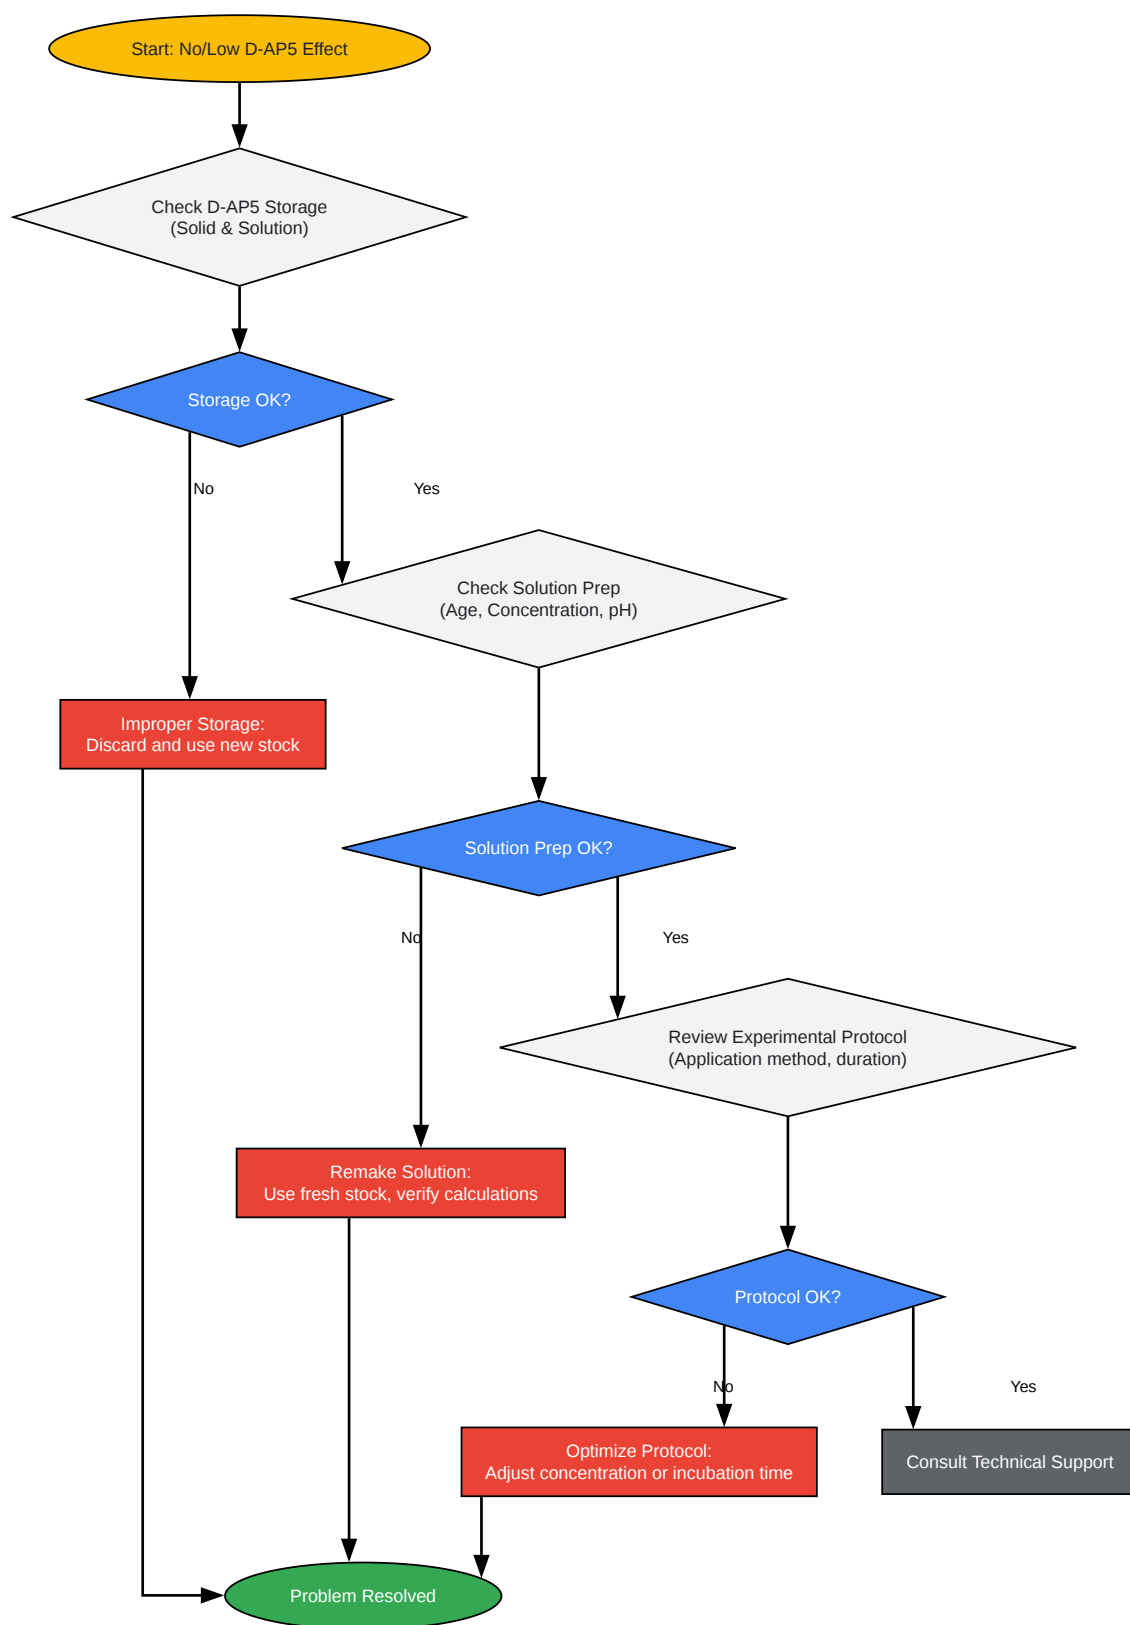 Start: No/Low D-AP5 Effect
Check D-AP5 Storage
(Solid & Solution)
Storage OK?
No
Yes
Check Solution Prep
(Age, Concentration, pH)
Improper Storage:
Discard and use new stock
Solution Prep OK?
No
Yes
Review Experimental Protocol
(Application method, duration)
Remake Solution:
Use fresh stock, verify calculations
Protocol OK?
No
Yes
Optimize Protocol:
Adjust concentration or incubation time
Consult Technical Support
Problem Resolved